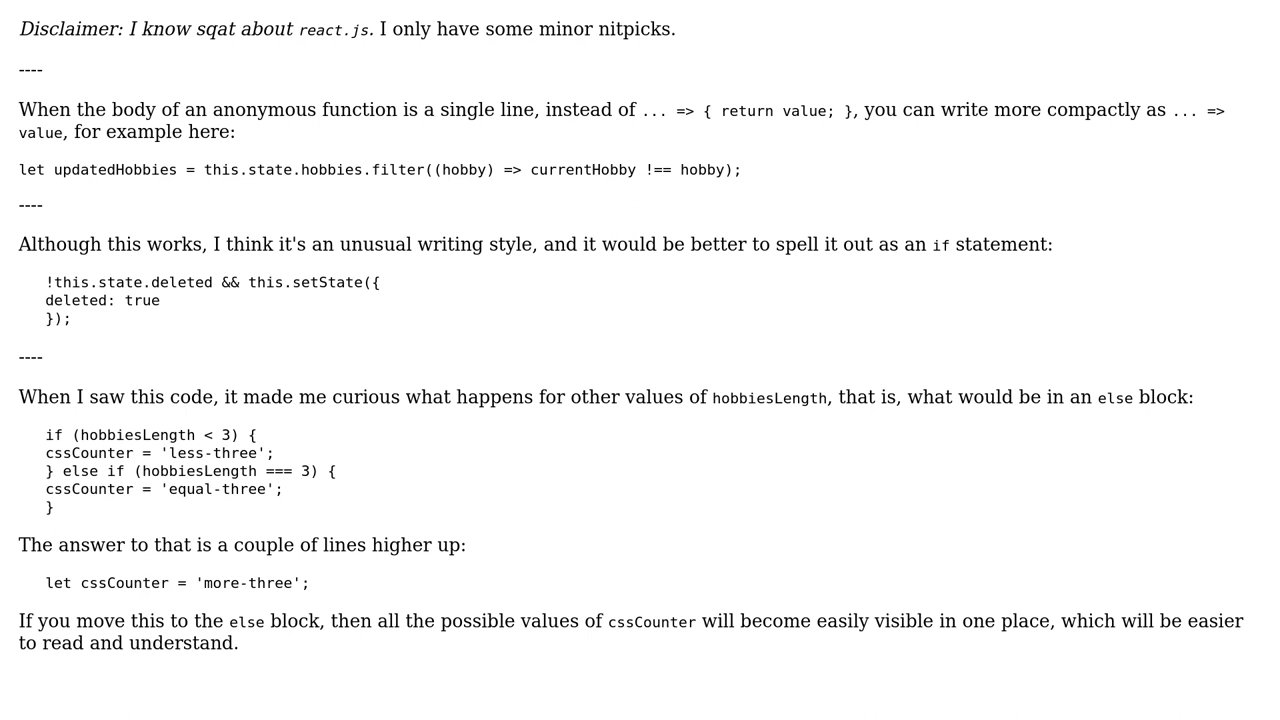 Disclaimer: I know sqat about react.js. I only have some minor nitpicks.
----
When the body of an anonymous function is a single line, instead of ... => { return value; }, you can write more compactly as ... =>
value, for example here:
let updatedHobbies = this.state.hobbies.filter((hobby) => currentHobby !== hobby);
----
Although this works, I think it's an unusual writing style, and it would be better to spell it out as an if statement:
!this.state.deleted && this.setState({
deleted: true
});
----
When I saw this code, it made me curious what happens for other values of hobbiesLength, that is, what would be in an else block:
if (hobbiesLength < 3) {
cssCounter = 'less-three';
} else if (hobbiesLength === 3) {
cssCounter = 'equal-three';
}
The answer to that is a couple of lines higher up:
let cssCounter = 'more-three';
If you move this to the else block, then all the possible values of cssCounter will become easily visible in one place, which will be easier
to read and understand.